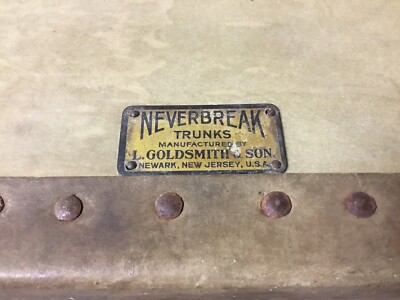 NEVERBREAK
TRUNKS
MANUFACTURED BY
L. GOLDSMITH & SON
NEWARK, NEW JERSEY, U.S.A.